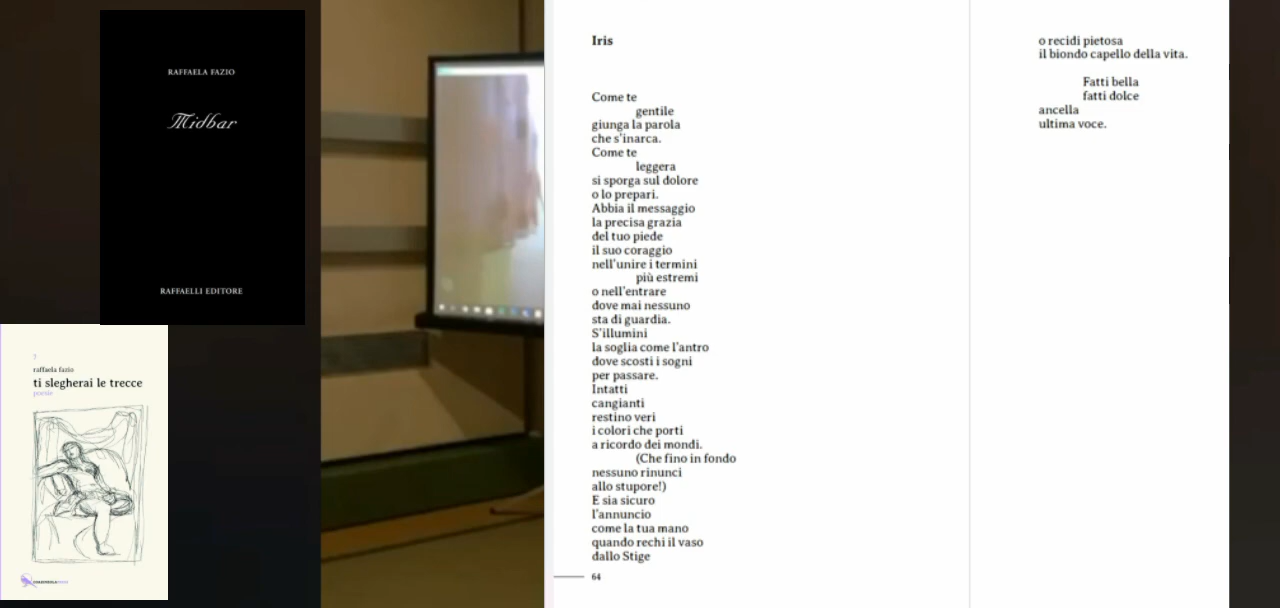 RAFFAELA FAZIO
Midbar
RAFFAELLI EDITORE
7
raffaela fazio
ti slegherai le trecce
poesie
Iris
Come te
gentile
giunga la parola
che s'inarca.
Come te
leggera
si sporga sul dolore
o lo prepari.
Abbia il messaggio
la precisa grazia
del tuo piede
il suo coraggio
nell'unire i termini
più estremi
o nell'entrare
dove mai nessuno
sta di guardia.
S'illumini
la soglia come l'antro
dove scosti i sogni
per passare.
Intatti
cangianti
restino veri
i colori che porti
a ricordo dei mondi.
(Che fino in fondo
nessuno rinunci
allo stupore!)
E sia sicuro
l'annuncio
come la tua mano
quando rechi il vaso
dallo Stige
64
o recidi pietosa
il biondo capello della vita.
Fatti bella
fatti dolce
ancella
ultima voce.